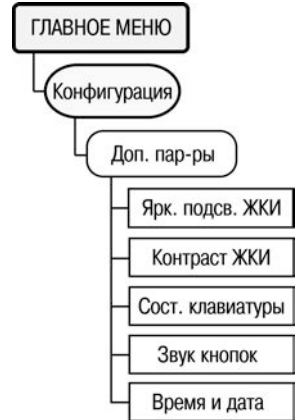 ГЛАВНОЕ МЕНЮ
Конфигурация
Доп. пар-ры
Ярк. подсв. ЖКИ
Контраст ЖКИ
Сост. клавиатуры
Звук кнопок
Время и дата